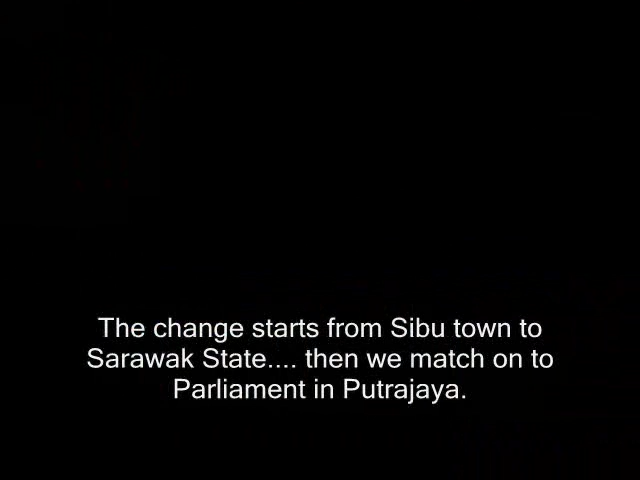 The change starts from Sibu town to
Sarawak State.... then we match on to
Parliament in Putrajaya.